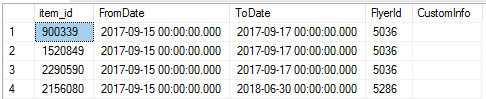 item_id FromDate ToDate FlyerId CustomInfo
1 900339 2017-09-15 00:00:00.000 2017-09-17 00:00:00.000 5036
2 1520849 2017-09-15 00:00:00.000 2017-09-17 00:00:00.000 5036
3 2290590 2017-09-15 00:00:00.000 2017-09-17 00:00:00.000 5036
4 2156080 2017-09-15 00:00:00.000 2018-06-30 00:00:00.000 5286